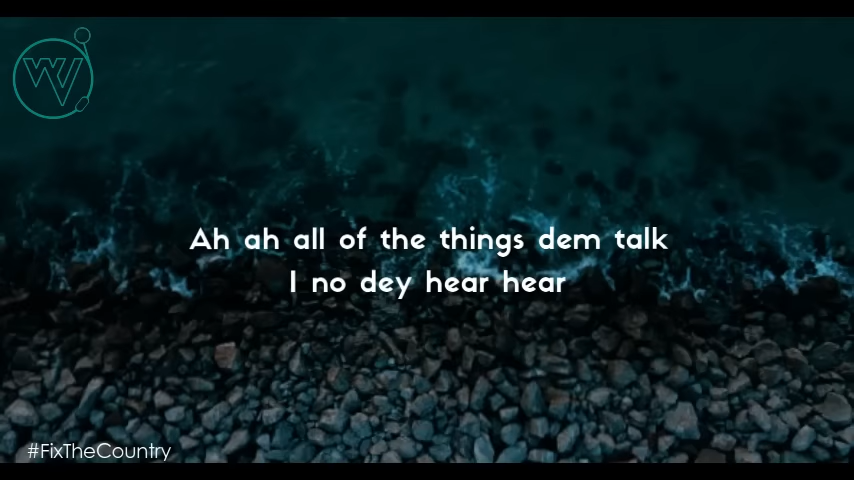 Ah ah all of the things dem talk
I no dey hear hear
#FixTheCountry